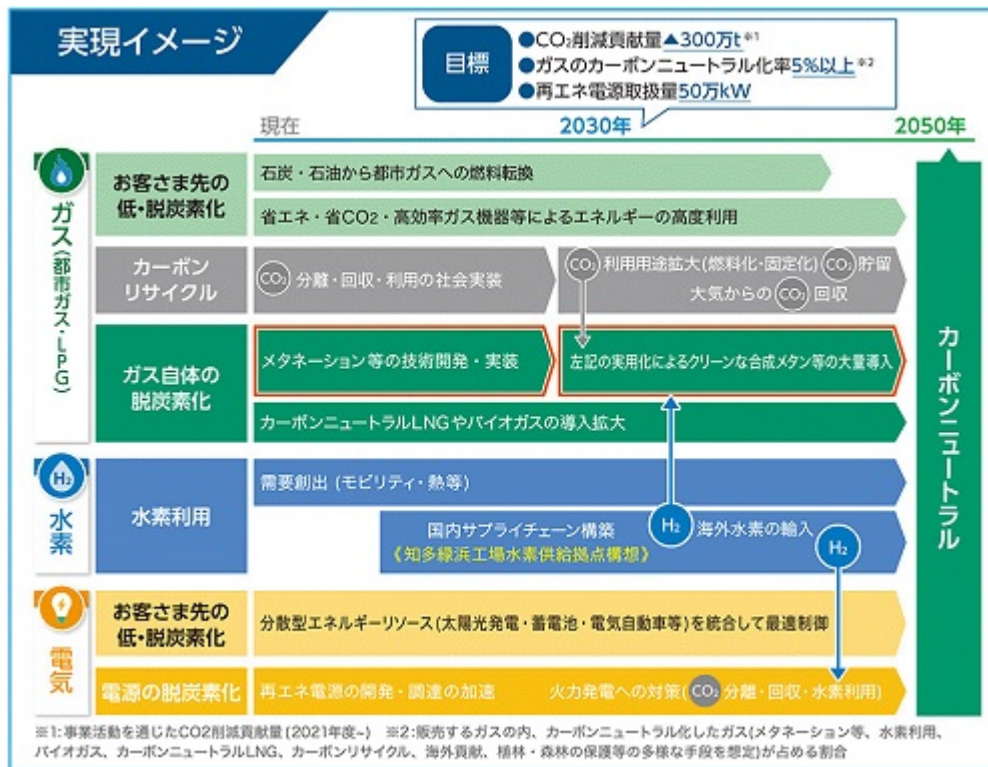 実現イメージ
目標
●CO₂削減貢献量▲300万t※1
●ガスのカーボンニュートラル化率5%以上※2
●再エネ電源取扱量50万kW
現在
2030年
2050年
ガス(都市ガス・LPG)
お客さま先の
低・脱炭素化
石炭・石油から都市ガスへの燃料転換
省エネ・省CO₂・高効率ガス機器等によるエネルギーの高度利用
カーボン
リサイクル
CO₂ 分離・回収・利用の社会実装
CO₂ 利用用途拡大(燃料化・固定化) CO₂ 貯留
大気からの CO₂ 回収
ガス自体の
脱炭素化
メタネーション等の技術開発・実装
左記の実用化によるクリーンな合成メタン等の大量導入
カーボンニュートラルLNGやバイオガスの導入拡大
H₂
水素
水素利用
需要創出 (モビリティ・熱等)
国内サプライチェーン構築
H₂
海外水素の輸入
H₂
《知多緑浜工場水素供給拠点構想》
電気
お客さま先の
低・脱炭素化
分散型エネルギーリソース(太陽光発電・蓄電池・電気自動車等)を統合して最適制御
電源の脱炭素化
再エネ電源の開発・調達の加速
火力発電への対策( CO₂ 分離・回収・水素利用)
カーボンニュートラル
※1:事業活動を通じたCO2削減貢献量(2021年度~) ※2:販売するガスの内、カーボンニュートラル化したガス(メタネーション等、水素利用、
バイオガス、カーボンニュートラルLNG、カーボンリサイクル、海外貢献、植林・森林の保護等の多様な手段を想定)が占める割合